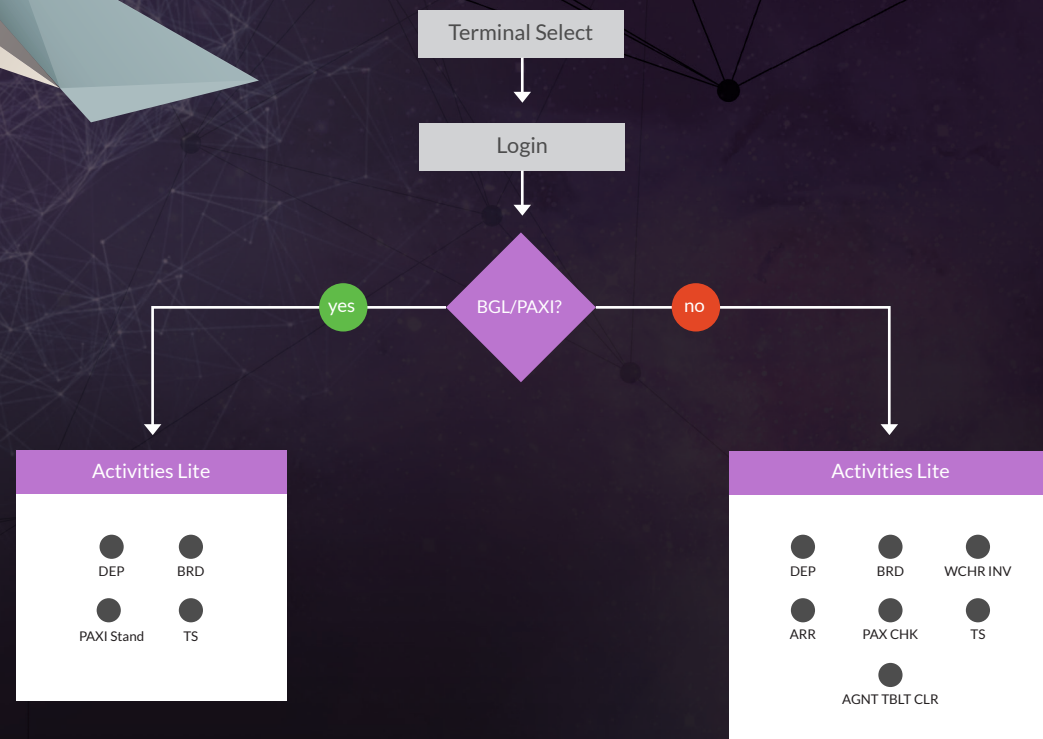 Terminal Select
Login
BGL/PAXI?
yes
no
Activities Lite
DEP
BRD
PAXI Stand
TS
Activities Lite
DEP
BRD
WCHR INV
ARR
PAX CHK
TS
AGNT TBLT CLR